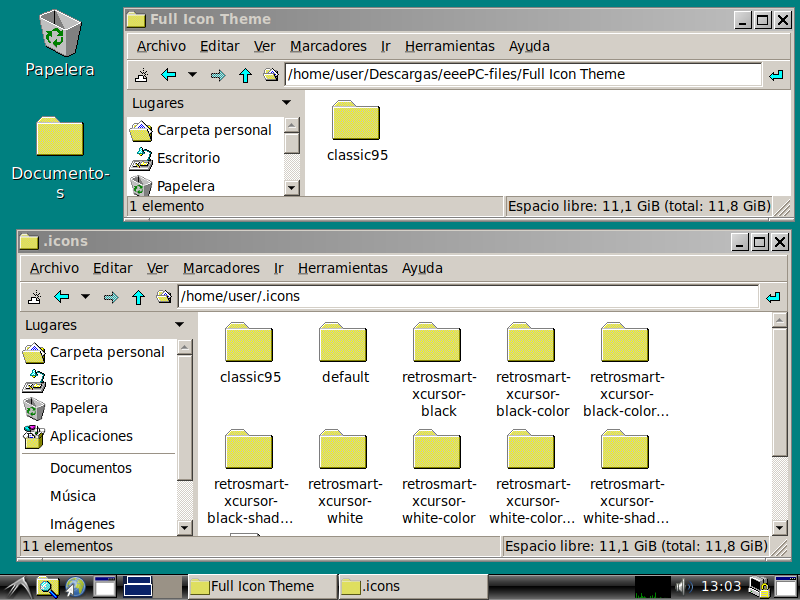 Papelera
Documento-
s
Full Icon Theme
Archivo Editar Ver Marcadores Ir Herramientas Ayuda
/home/user/Descargas/eeePC-files/Full Icon Theme
Lugares
Carpeta personal
Escritorio
Papelera
classic95
1 elemento
Espacio libre: 11,1 GiB (total: 11,8 GiB)
.icons
Archivo Editar Ver Marcadores Ir Herramientas Ayuda
/home/user/.icons
Lugares
Carpeta personal
Escritorio
Papelera
Aplicaciones
Documentos
Música
Imágenes
classic95
default
retrosmart-
xcursor-
black
retrosmart-
xcursor-
black-color
retrosmart-
xcursor-
black-color...
retrosmart-
xcursor-
black-shad...
retrosmart-
xcursor-
white
retrosmart-
xcursor-
white-color
retrosmart-
xcursor-
white-color...
retrosmart-
xcursor-
white-shad...
11 elementos
Espacio libre: 11,1 GiB (total: 11,8 GiB)
Full Icon Theme
.icons
13:03